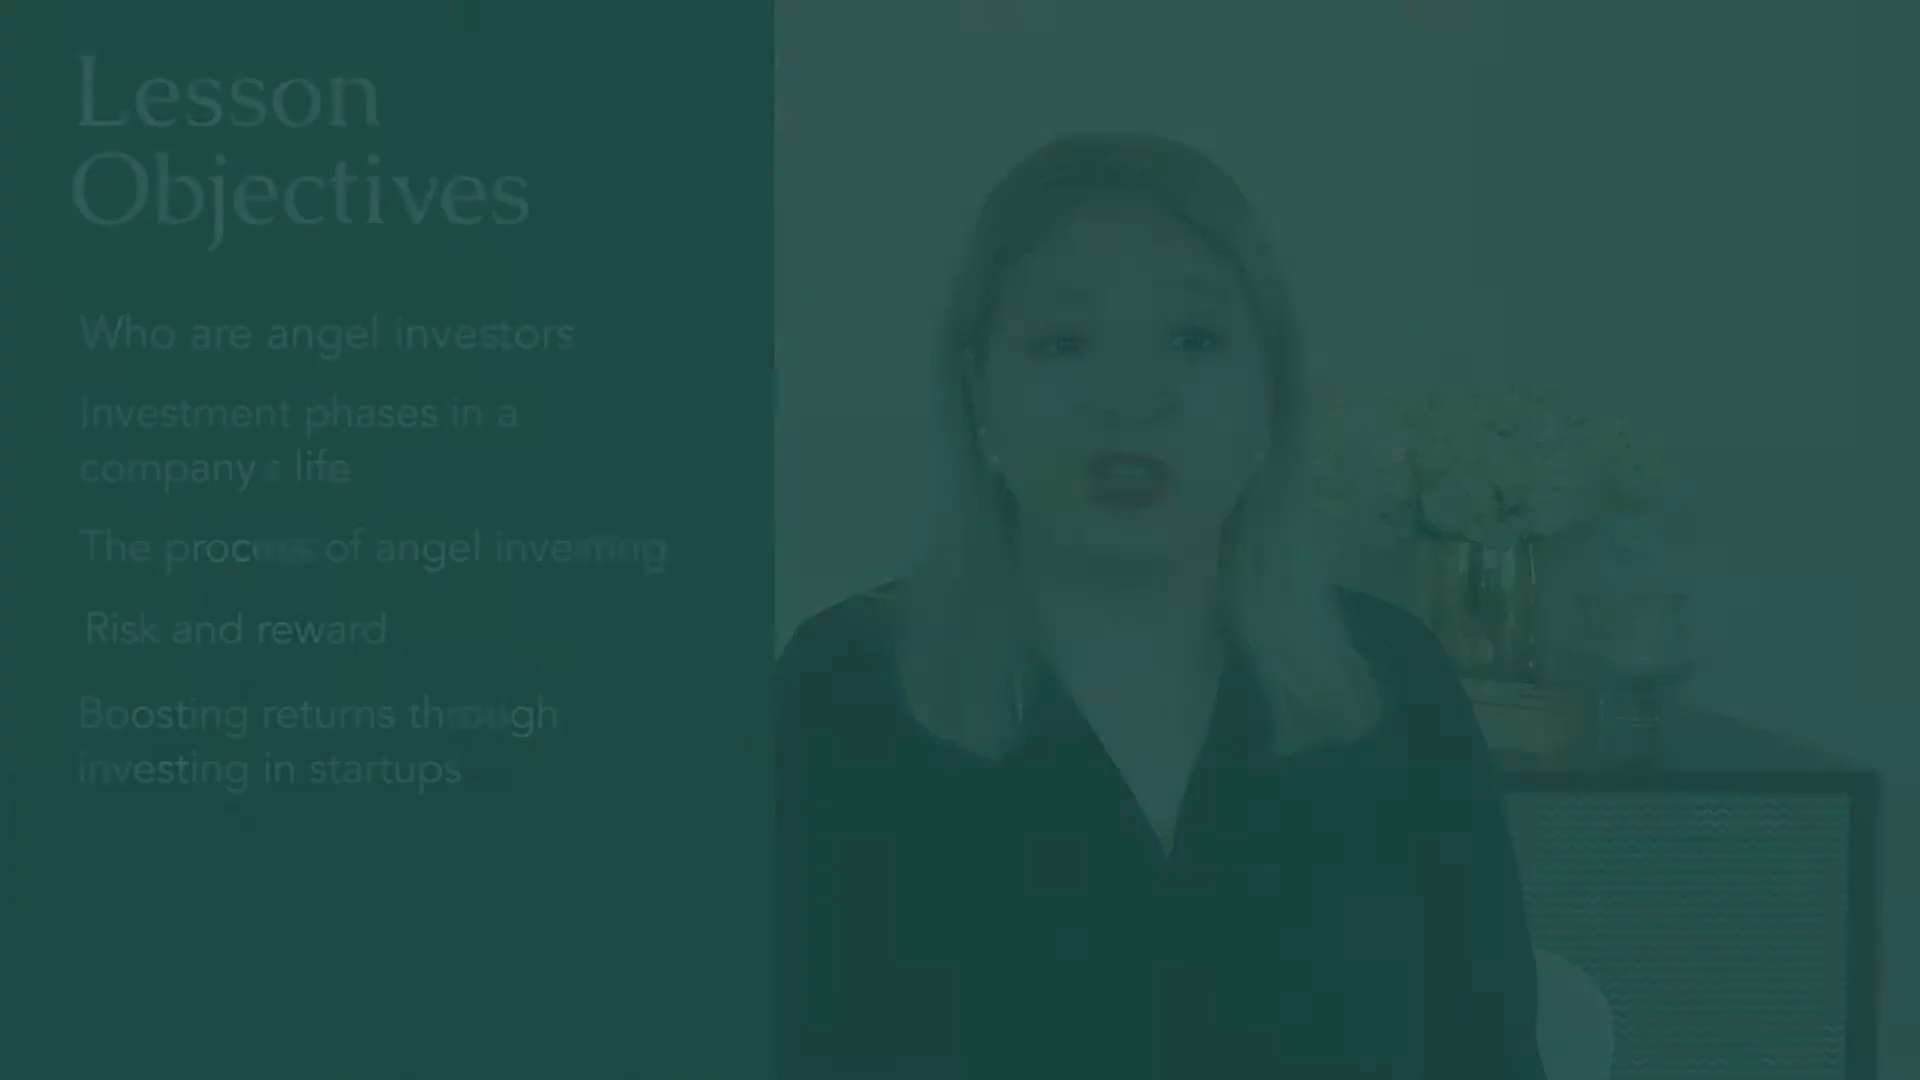 Lesson
Objectives
Who are angel investors
Investment phases in a
company s life
The process of angel investing
Risk and reward
Boosting returns through
investing in startups